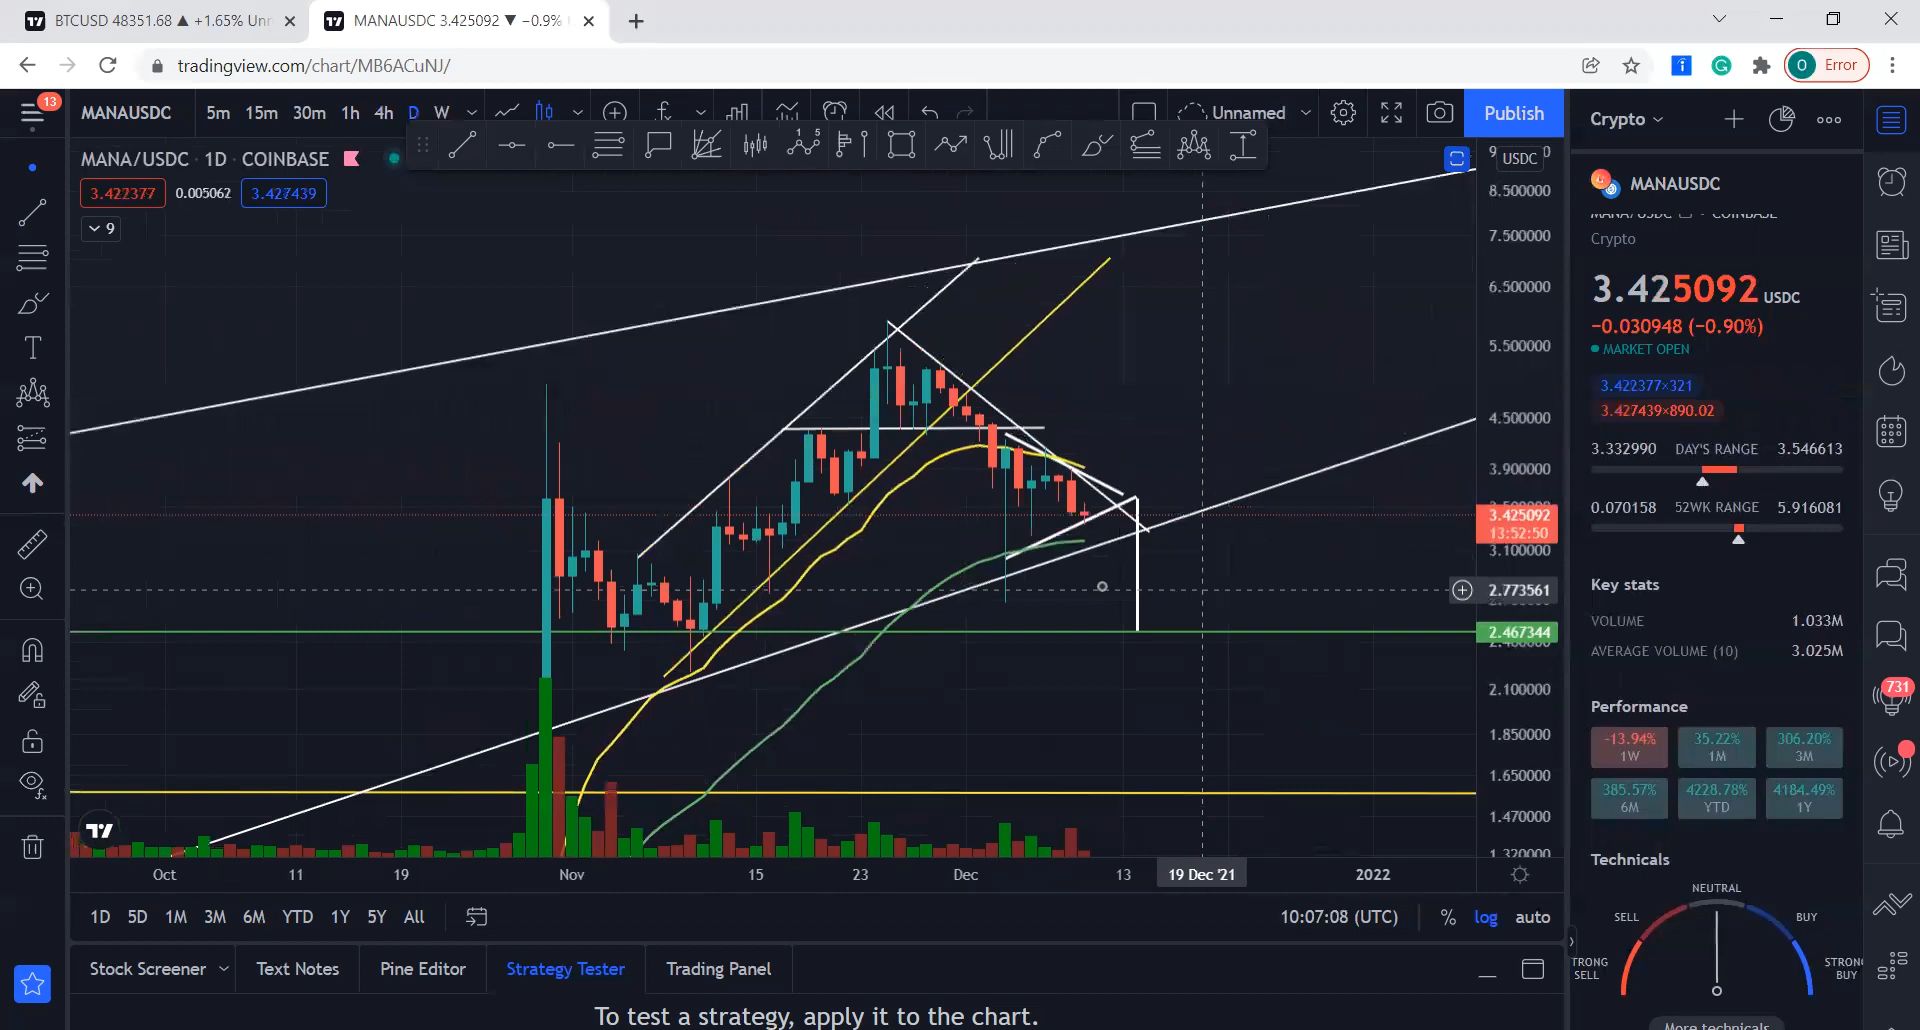 BTCUSD 48351.68 ▲ +1.65% Unn
MANAUSDC 3.425092 ▼ −0.9%
tradingview.com/chart/MB6ACuNJ/
O Error
13
MANAUSDC 5m 15m 30m 1h 4h D W
Unnamed
Publish
Crypto
MANA/USDC · 1D · COINBASE
USDC
3.422377 0.005062 3.427439
9
8.500000
7.500000
6.500000
5.500000
4.500000
3.900000
3.425092
13:52:50
3.100000
2.773561
2.467344
2.100000
1.850000
1.650000
1.470000
1.320000
Oct 11 19 Nov 15 23 Dec 13 19 Dec '21 2022
1D 5D 1M 3M 6M YTD 1Y 5Y All
10:07:08 (UTC) % log auto
Stock Screener Text Notes Pine Editor Strategy Tester Trading Panel
To test a strategy, apply it to the chart.
MANAUSDC
MANA/USDC · COINBASE
Crypto
3.425092 USDC
−0.030948 (−0.90%)
MARKET OPEN
3.422377×321
3.427439×890.02
3.332990 DAY'S RANGE 3.546613
0.070158 52WK RANGE 5.916081
Key stats
VOLUME 1.033M
AVERAGE VOLUME (10) 3.025M
Performance
-13.94% 35.22% 306.20%
1W 1M 3M
385.57% 4228.78% 4184.49%
6M YTD 1Y
Technicals
NEUTRAL
SELL BUY
TRONG SELL
STRONG BUY
More technicals
731